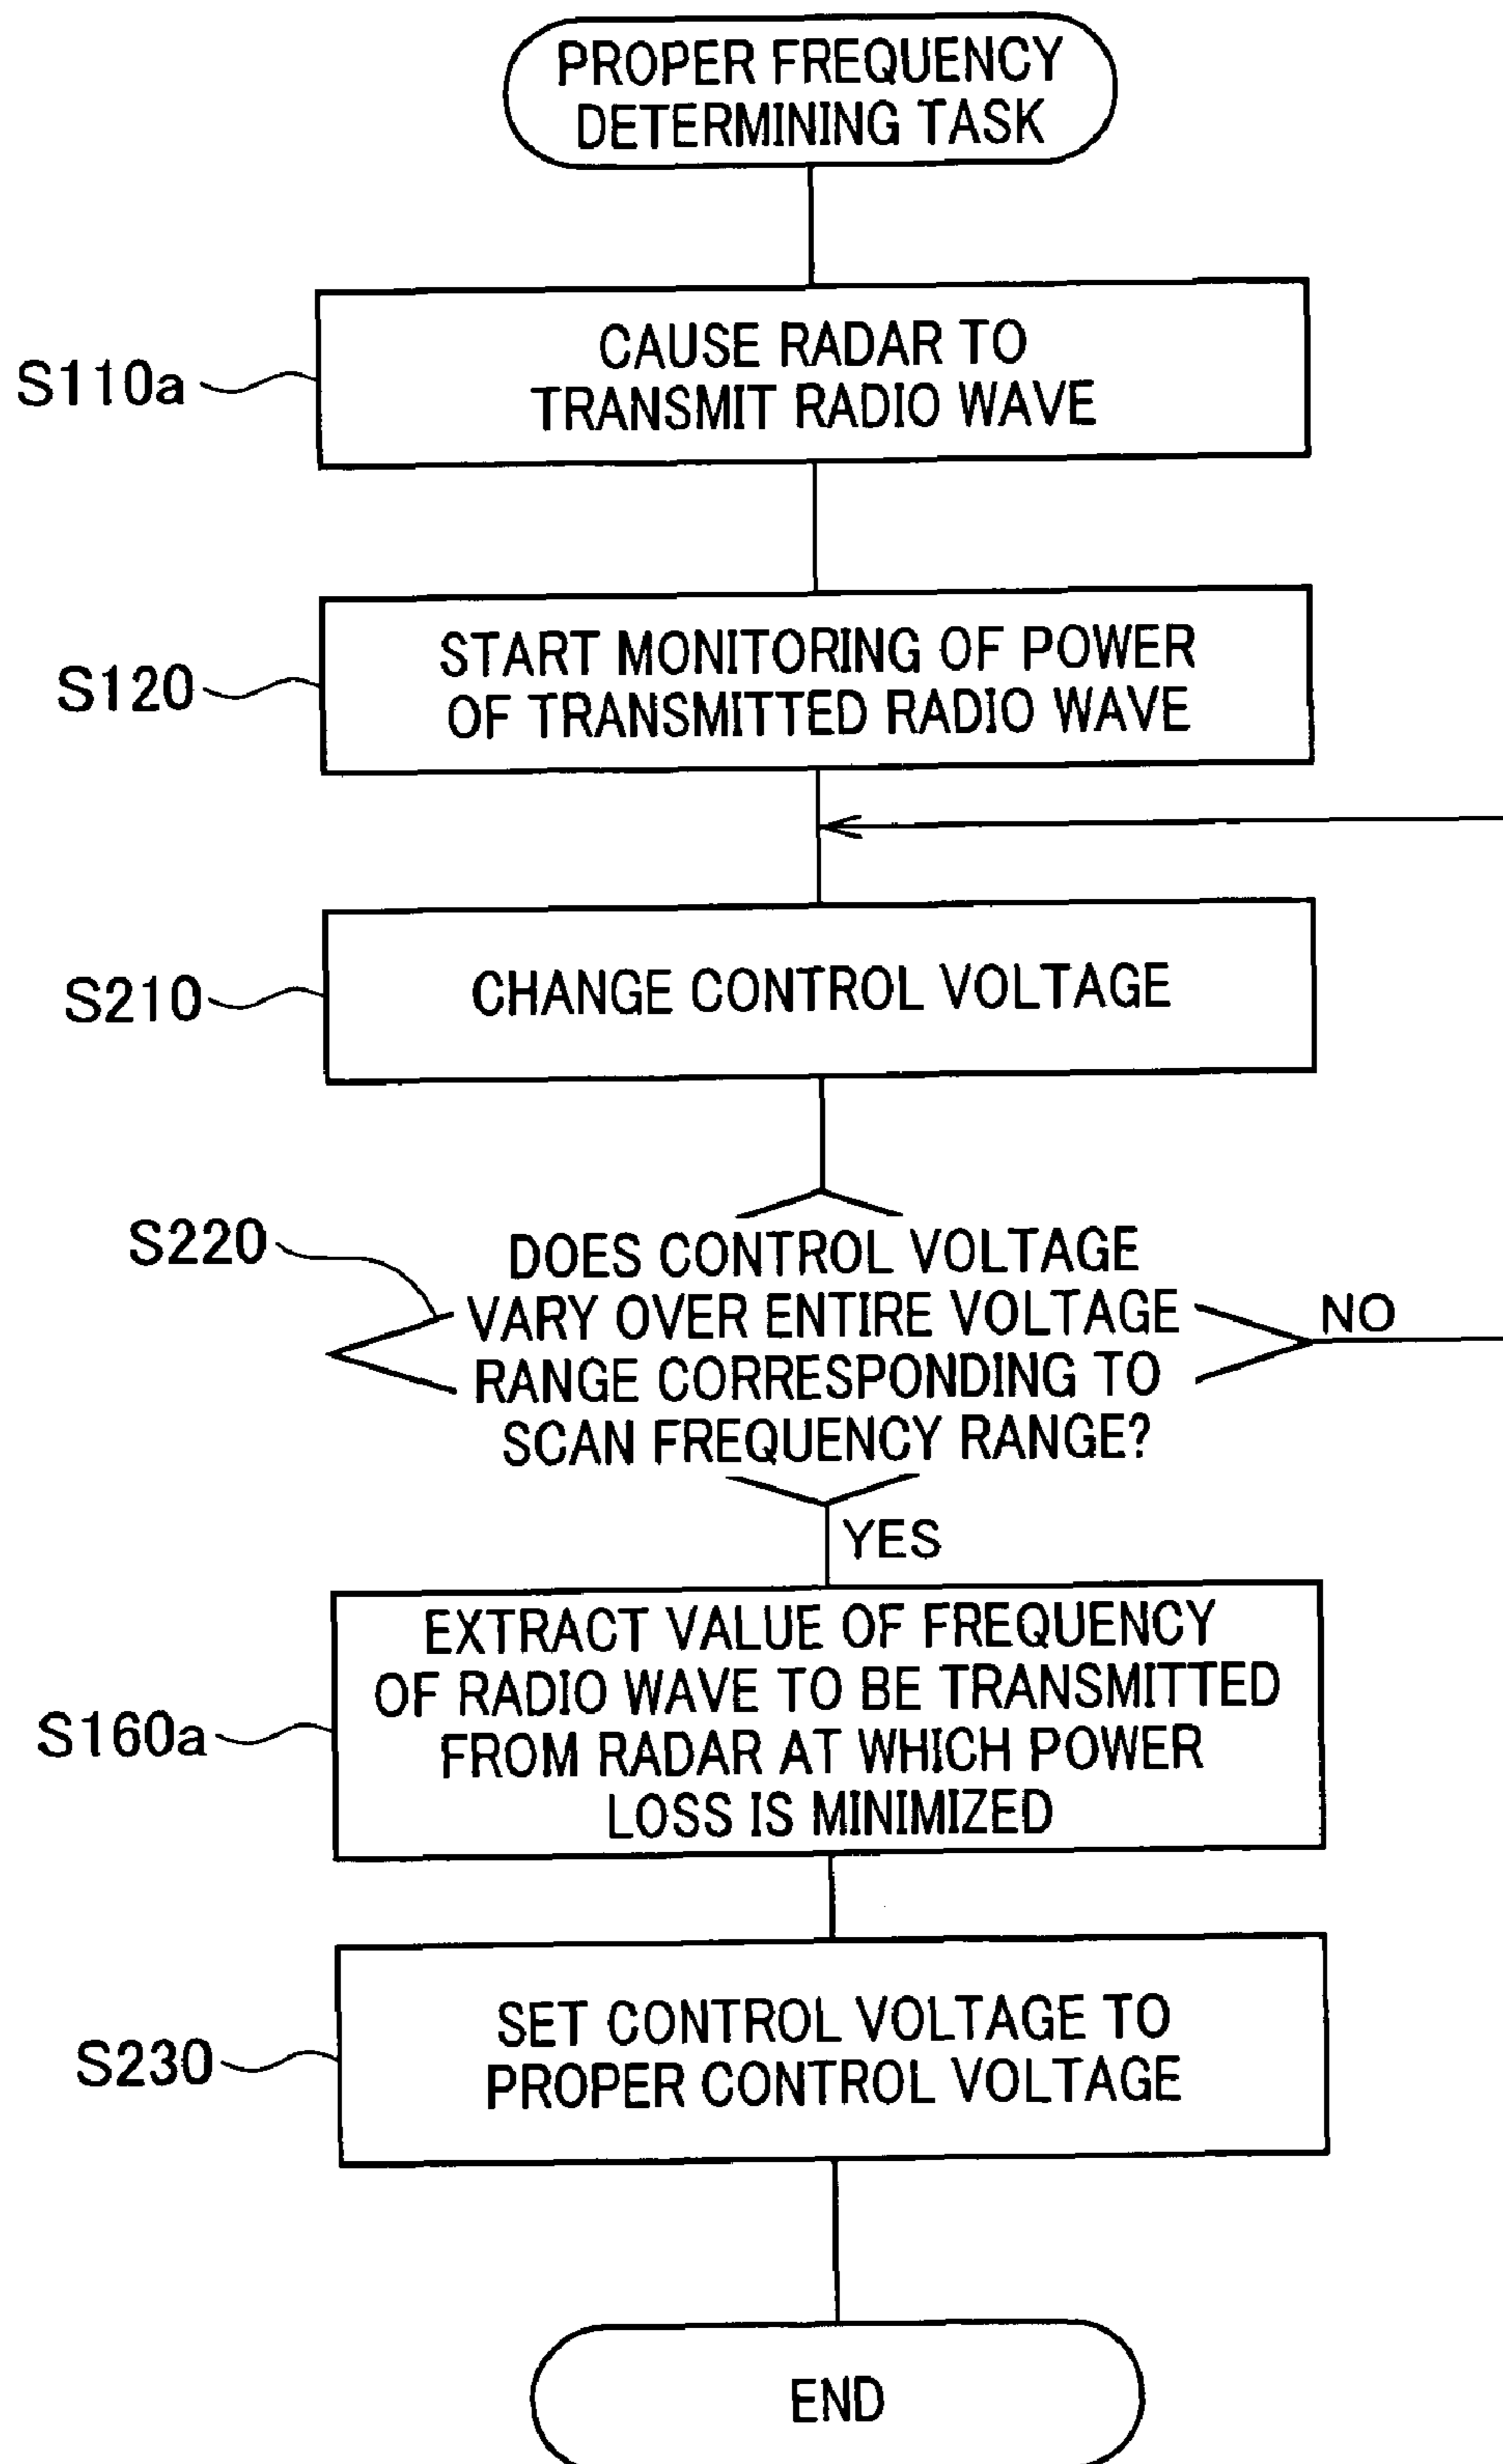 PROPER FREQUENCY
DETERMINING TASK
S110a
CAUSE RADAR TO
TRANSMIT RADIO WAVE
S120
START MONITORING OF POWER
OF TRANSMITTED RADIO WAVE
S210
CHANGE CONTROL VOLTAGE
S220
DOES CONTROL VOLTAGE
VARY OVER ENTIRE VOLTAGE
RANGE CORRESPONDING TO
SCAN FREQUENCY RANGE?
NO
YES
S160a
EXTRACT VALUE OF FREQUENCY
OF RADIO WAVE TO BE TRANSMITTED
FROM RADAR AT WHICH POWER
LOSS IS MINIMIZED
S230
SET CONTROL VOLTAGE TO
PROPER CONTROL VOLTAGE
END